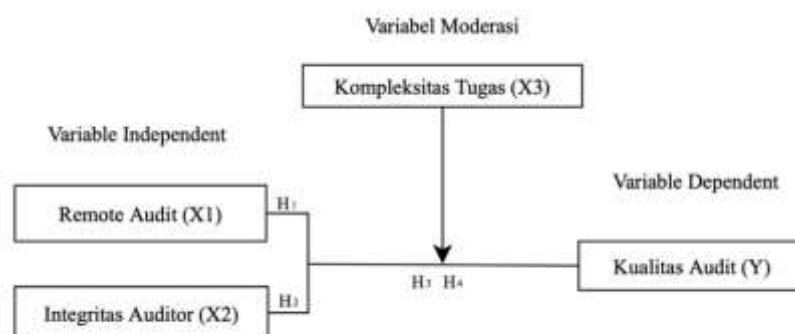 Variabel Moderasi
Kompleksitas Tugas (X3)
Variable Independent
Variable Dependent
Remote Audit (X1)
H1
Kualitas Audit (Y)
H3 H4
Integritas Auditor (X2)
H2